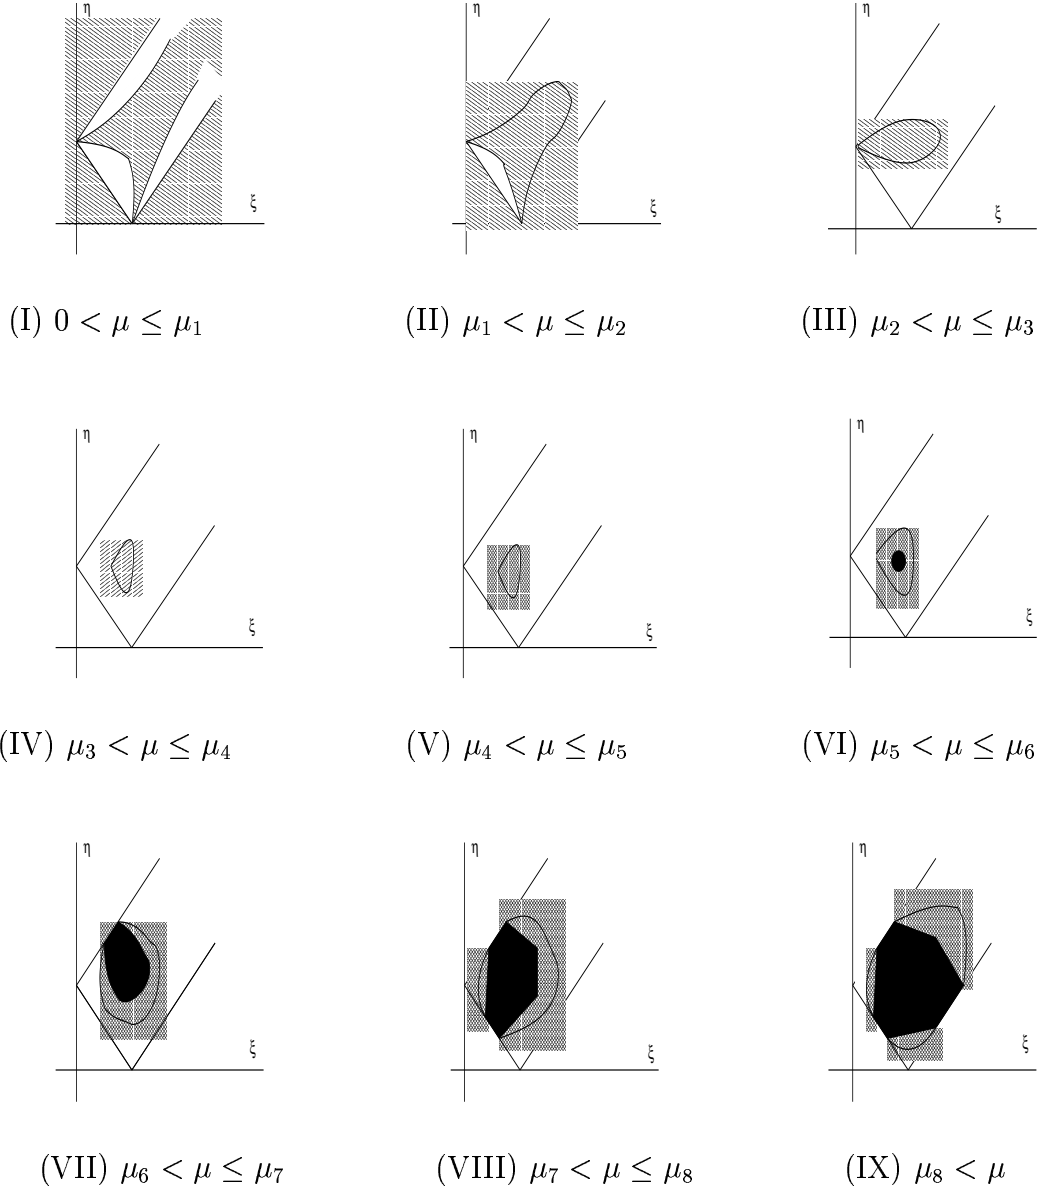 η η η
ξ ξ ξ
(I) 0 < μ ≤ μ₁ (II) μ₁ < μ ≤ μ₂ (III) μ₂ < μ ≤ μ₃
η η η
ξ ξ ξ
(IV) μ₃ < μ ≤ μ₄ (V) μ₄ < μ ≤ μ₅ (VI) μ₅ < μ ≤ μ₆
η η η
ξ ξ ξ
(VII) μ₆ < μ ≤ μ₇ (VIII) μ₇ < μ ≤ μ₈ (IX) μ₈ < μ